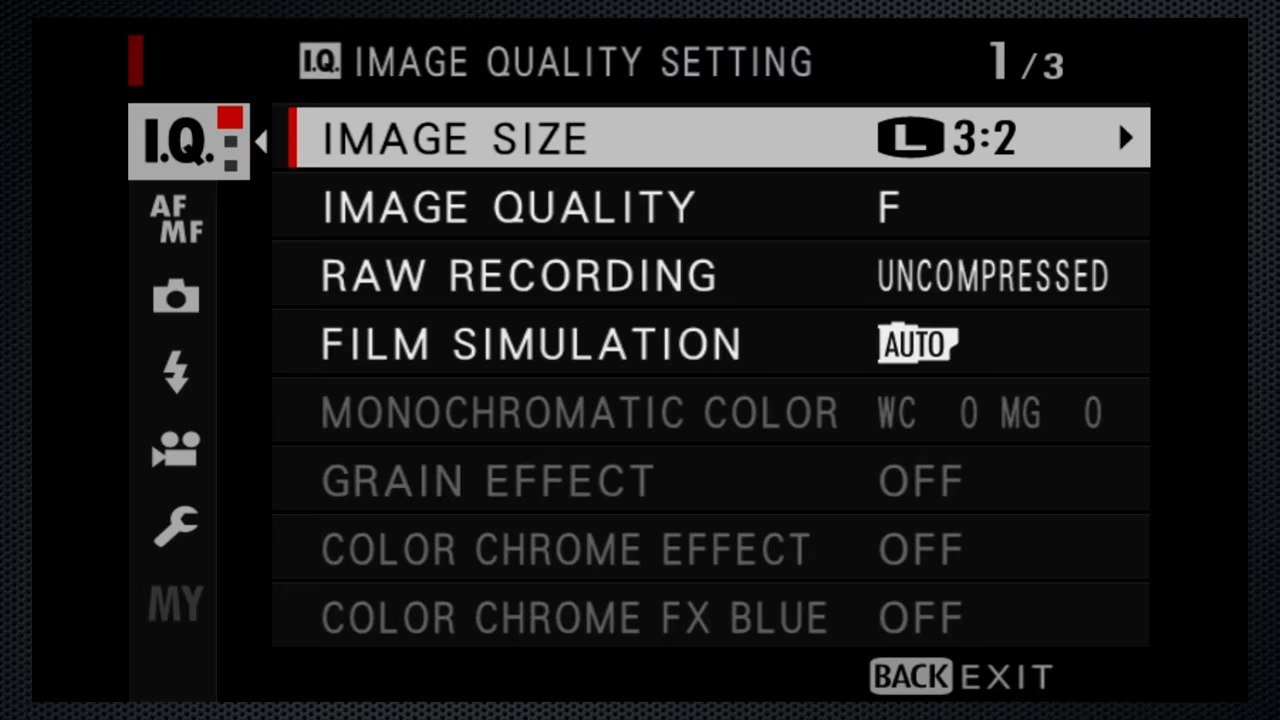 I.Q. IMAGE QUALITY SETTING 1/3
I.Q.
IMAGE SIZE L 3:2
AF
MF
IMAGE QUALITY F
RAW RECORDING UNCOMPRESSED
FILM SIMULATION AUTO
MONOCHROMATIC COLOR WC 0 MG 0
GRAIN EFFECT OFF
COLOR CHROME EFFECT OFF
MY
COLOR CHROME FX BLUE OFF
BACK EXIT